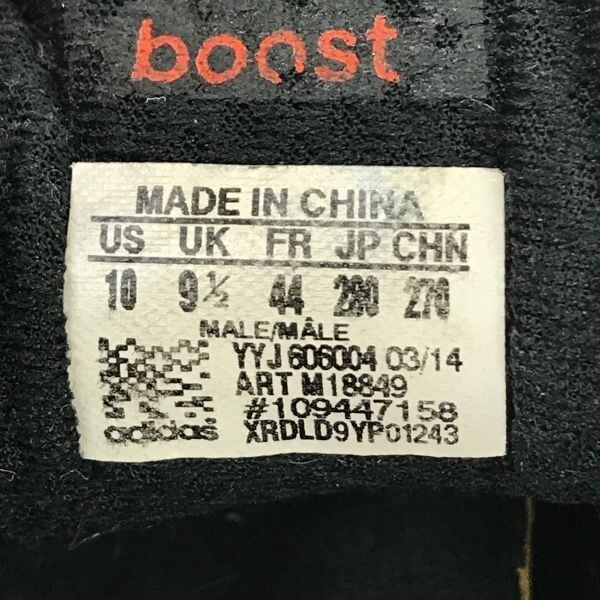 boost
MADE IN CHINA
US UK FR JP CHN
10 9½ 44 280 270
MALE/MÂLE
YYJ 606004 03/14
ART M18849
#109447158
adidas XRDLD9YP01243